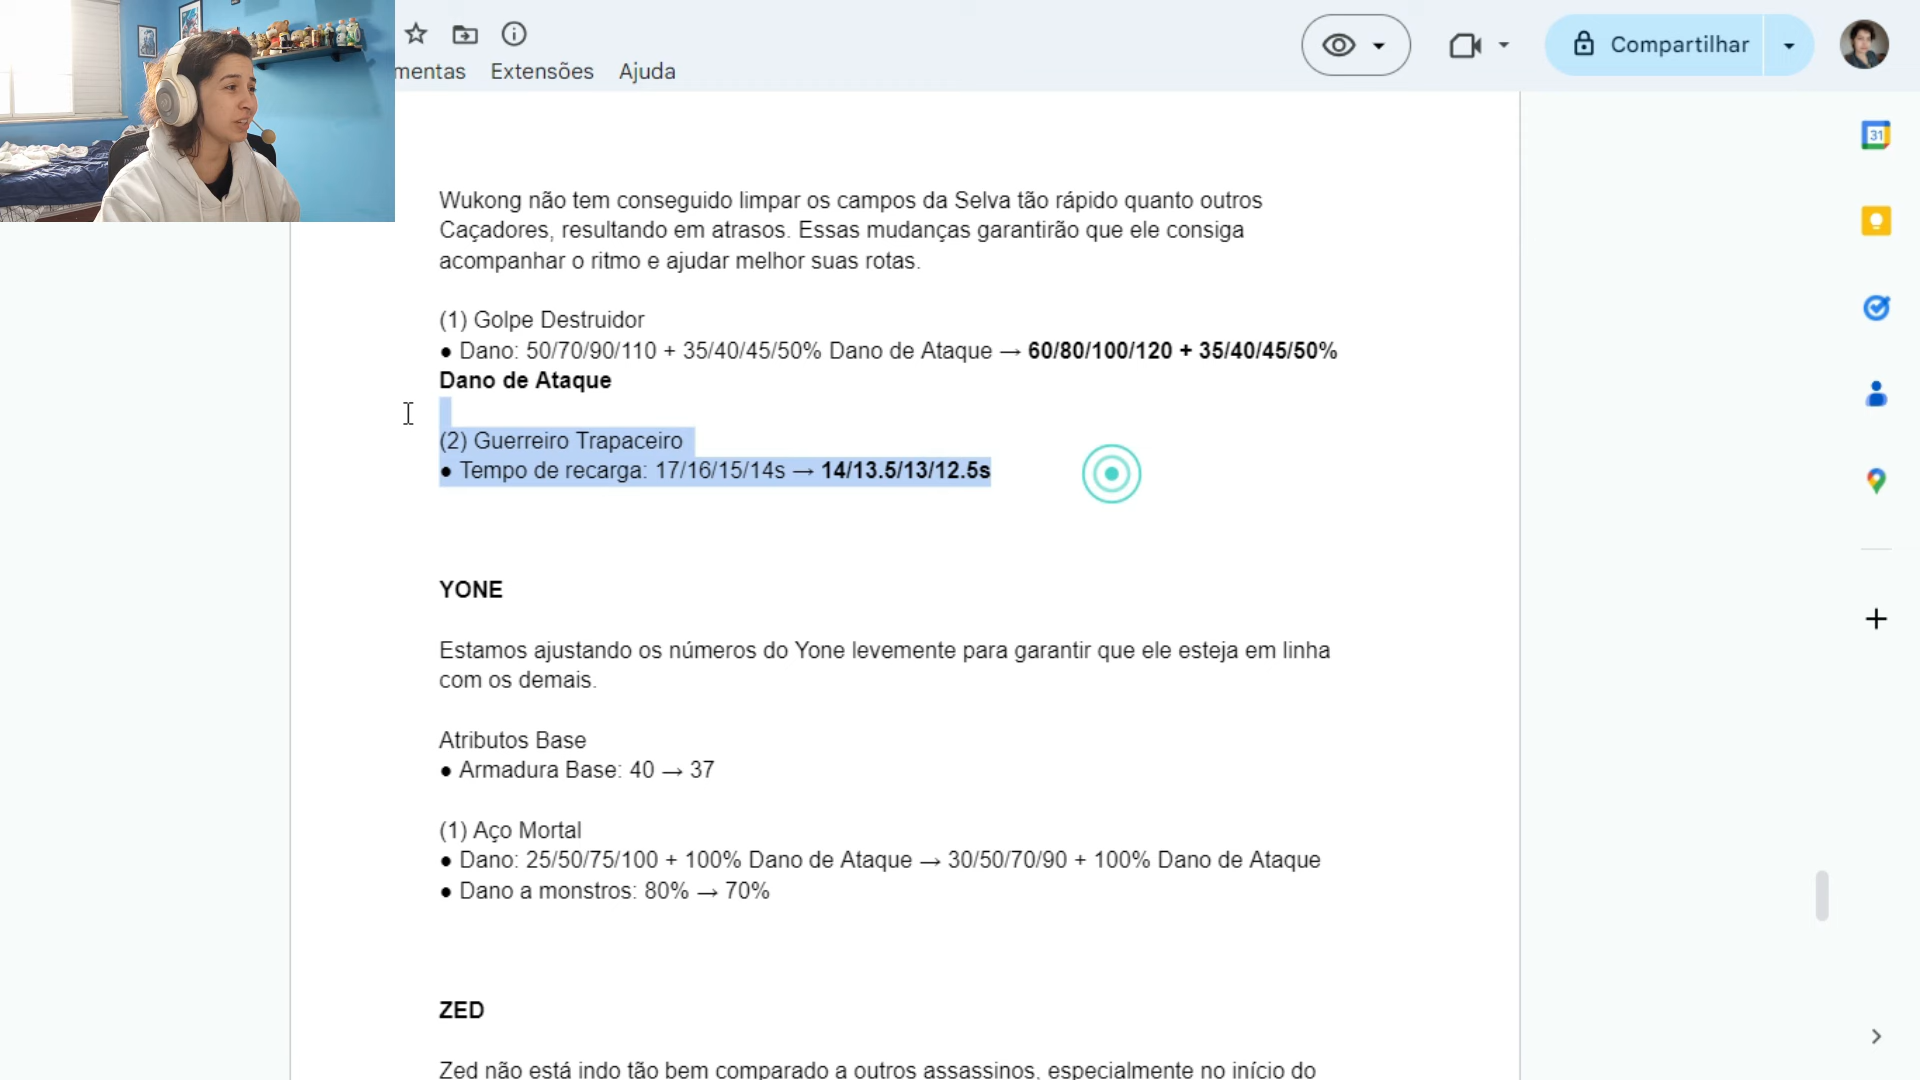 mentas Extensões Ajuda
Compartilhar
31
Wukong não tem conseguido limpar os campos da Selva tão rápido quanto outros
Caçadores, resultando em atrasos. Essas mudanças garantirão que ele consiga
acompanhar o ritmo e ajudar melhor suas rotas.
(1) Golpe Destruidor
● Dano: 50/70/90/110 + 35/40/45/50% Dano de Ataque → 60/80/100/120 + 35/40/45/50%
Dano de Ataque
(2) Guerreiro Trapaceiro
● Tempo de recarga: 17/16/15/14s → 14/13.5/13/12.5s
YONE
Estamos ajustando os números do Yone levemente para garantir que ele esteja em linha
com os demais.
Atributos Base
● Armadura Base: 40 → 37
(1) Aço Mortal
● Dano: 25/50/75/100 + 100% Dano de Ataque → 30/50/70/90 + 100% Dano de Ataque
● Dano a monstros: 80% → 70%
ZED
Zed não está indo tão bem comparado a outros assassinos, especialmente no início do